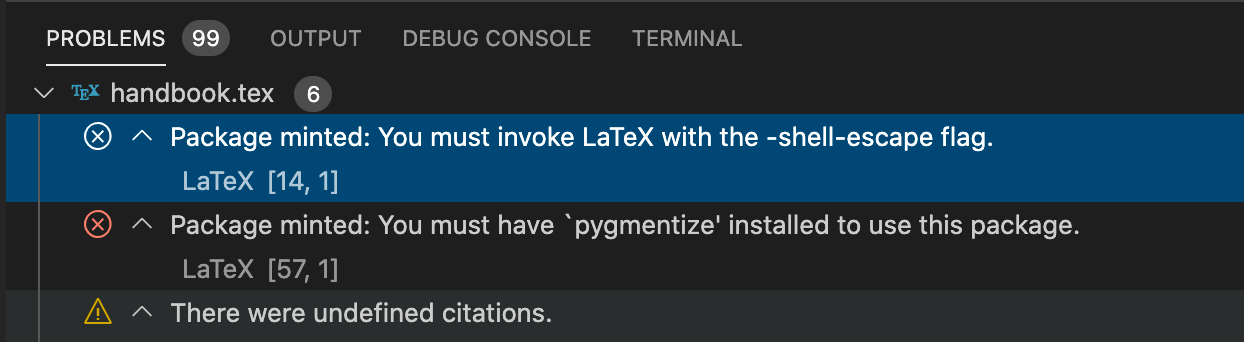 PROBLEMS 99 OUTPUT DEBUG CONSOLE TERMINAL
TEX handbook.tex 6
Package minted: You must invoke LaTeX with the -shell-escape flag.
LaTeX [14, 1]
Package minted: You must have `pygmentize' installed to use this package.
LaTeX [57, 1]
There were undefined citations.